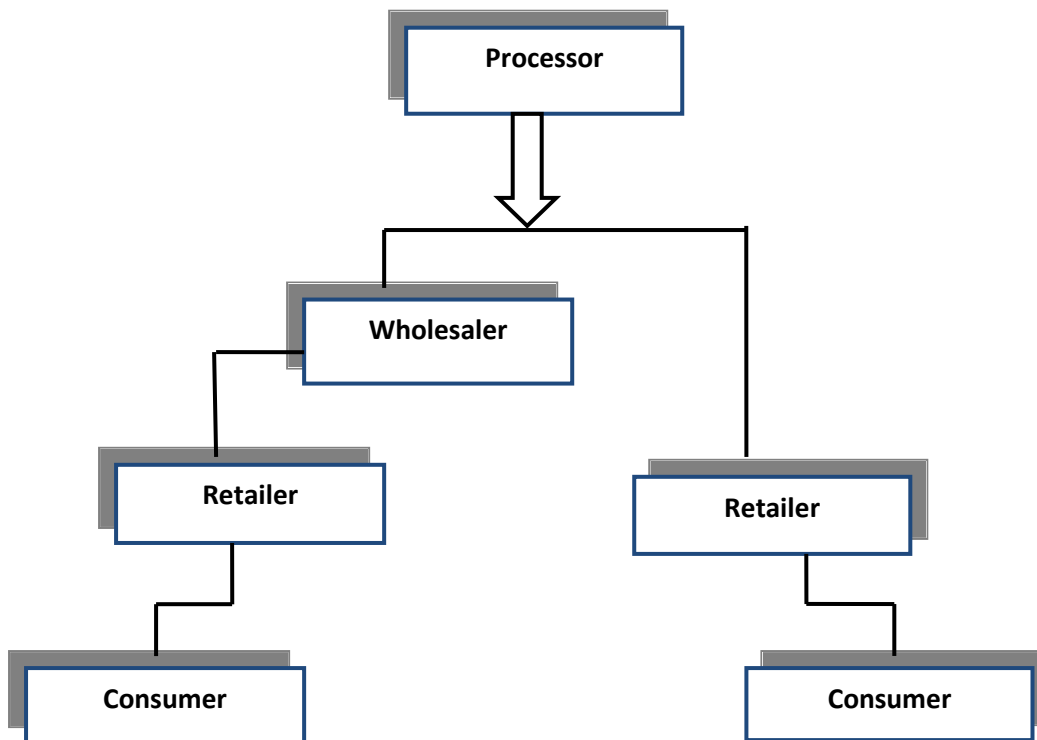 Processor
Wholesaler
Retailer
Retailer
Consumer
Consumer